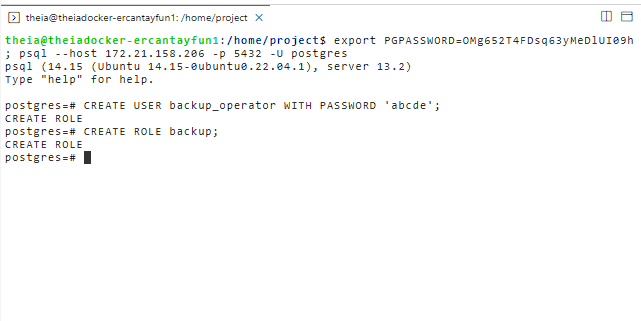 theia@theiadocker-ercantayfun1: /home/project
theia@theiadocker-ercantayfun1:/home/project$ export PGPASSWORD=OMg652T4FDsq63yMeDlUI09h
; psql --host 172.21.158.206 -p 5432 -U postgres
psql (14.15 (Ubuntu 14.15-0ubuntu0.22.04.1), server 13.2)
Type "help" for help.
postgres=# CREATE USER backup_operator WITH PASSWORD 'abcde';
CREATE ROLE
postgres=# CREATE ROLE backup;
CREATE ROLE
postgres=#